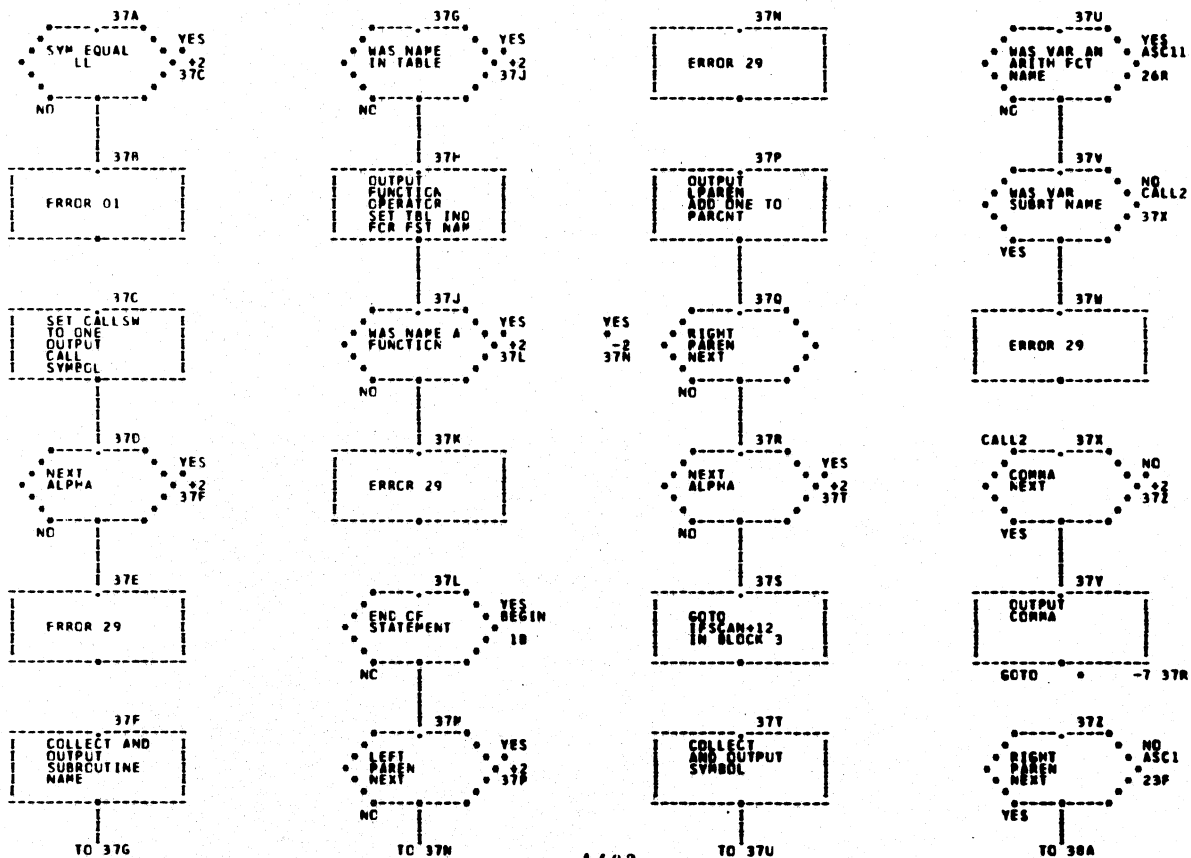 37A
SYM EQUAL
LL
YES
+2
37C
NO
37B
ERROR 01
37C
SET CALLSW
TO ONE
OUTPUT
CALL
SYMBOL
37D
NEXT
ALPHA
YES
+2
37F
NO
37E
ERROR 29
37F
COLLECT AND
OUTPUT
SUBROUTINE
NAME
TO 37G
37G
WAS NAME
IN TABLE
YES
+2
37J
NO
37H
OUTPUT
FUNCTION
OPERATOR
SET TBL IND
FOR FST NAM
37J
WAS NAME A
FUNCTION
YES
+2
37L
NO
37K
ERROR 29
37L
END OF
STATEMENT
YES
BEGIN
1B
NO
37M
LEFT
PAREN
NEXT
YES
+2
37P
NO
TO 37N
37N
ERROR 29
37P
OUTPUT
LPAREN
ADD ONE TO
PARCNT
37Q
YES
-2
37N
RIGHT
PAREN
NEXT
NO
37R
NEXT
ALPHA
YES
+2
37T
NO
37S
GOTO
IFSCAN+12
IN BLOCK 3
37T
COLLECT
AND OUTPUT
SYMBOL
TO 37U
37U
WAS VAR AN
ARITH FCT
NAME
YES
ASC11
26R
NO
37V
WAS VAR
SUBRT NAME
NO
CALL2
37X
YES
37W
ERROR 29
CALL2 37X
COMMA
NEXT
NO
+2
37Z
YES
37Y
OUTPUT
COMMA
GOTO -7 37R
37Z
RIGHT
PAREN
NEXT
NO
ASC1
23F
YES
TO 38A